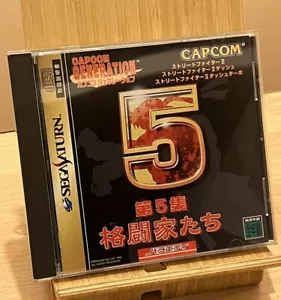 CAPCOM
GENERATION
カプコン ジェネレーション
CAPCOM
ストリートファイターII
ストリートファイターIIダッシュ
ストリートファイターIIダッシュターボ
5
第5集
格闘家たち
SEGA SATURN